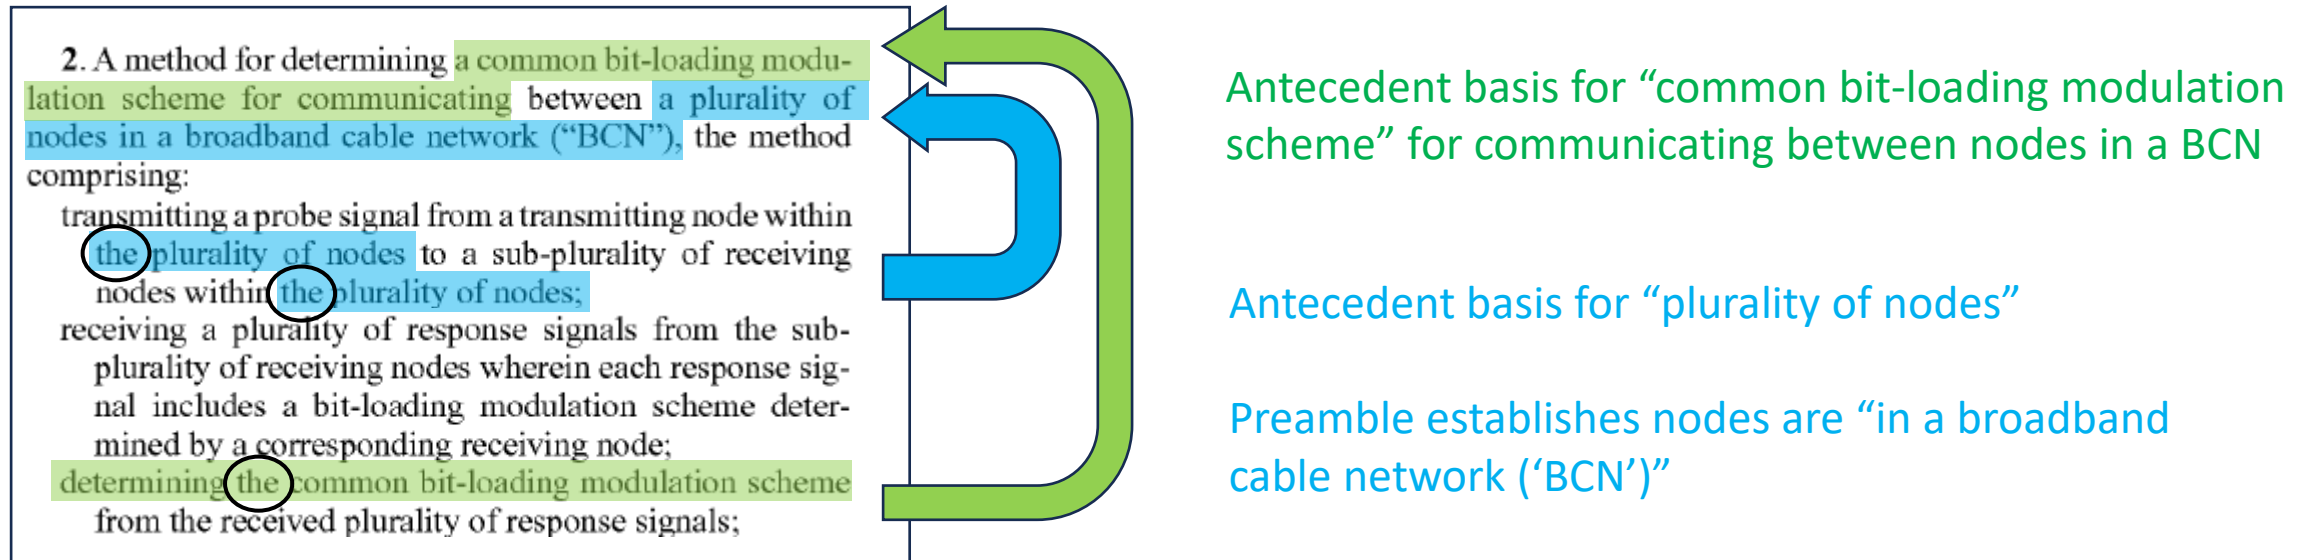 2. A method for determining a common bit-loading modu-
lation scheme for communicating between a plurality of
nodes in a broadband cable network (“BCN”), the method
comprising:
transmitting a probe signal from a transmitting node within
the plurality of nodes to a sub-plurality of receiving
nodes within the plurality of nodes;
receiving a plurality of response signals from the sub-
plurality of receiving nodes wherein each response sig-
nal includes a bit-loading modulation scheme deter-
mined by a corresponding receiving node;
determining the common bit-loading modulation scheme
from the received plurality of response signals;
Antecedent basis for “common bit-loading modulation
scheme” for communicating between nodes in a BCN
Antecedent basis for “plurality of nodes”
Preamble establishes nodes are “in a broadband
cable network (‘BCN’)”